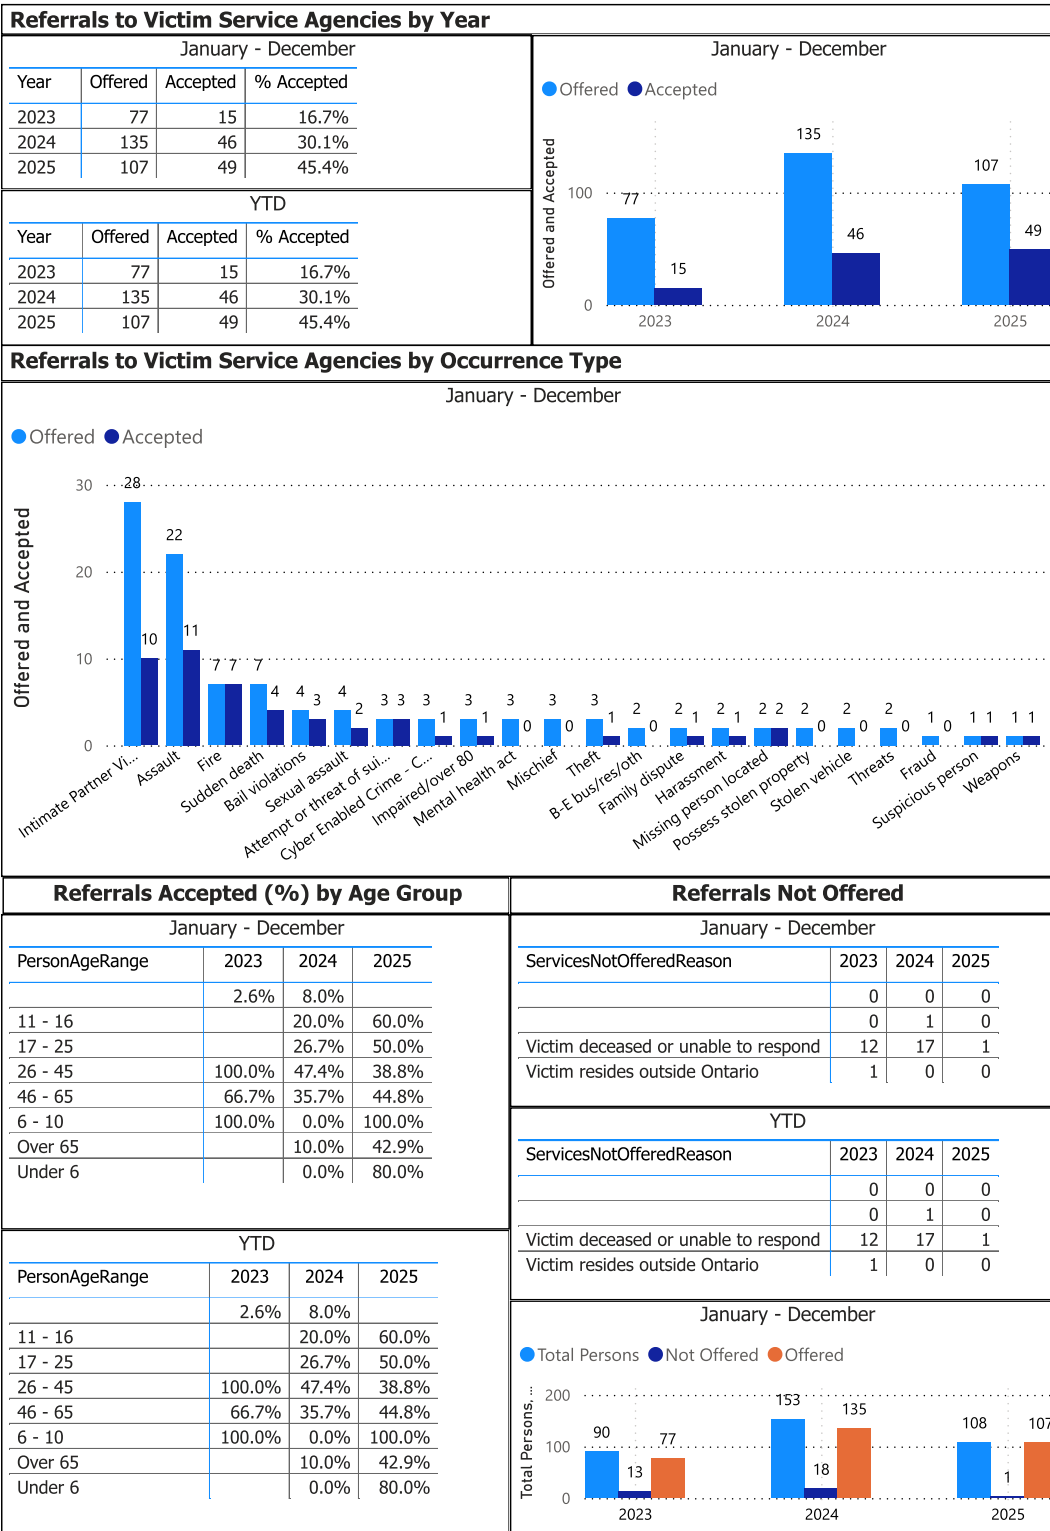 Referrals to Victim Service Agencies by Year
January - December
Year Offered Accepted % Accepted
2023 77 15 16.7%
2024 135 46 30.1%
2025 107 49 45.4%
YTD
Year Offered Accepted % Accepted
2023 77 15 16.7%
2024 135 46 30.1%
2025 107 49 45.4%
January - December
Offered Accepted
Offered and Accepted
100
0
77
15
135
46
107
49
2023 2024 2025
Referrals to Victim Service Agencies by Occurrence Type
January - December
Offered Accepted
Offered and Accepted
30
20
10
0
28 10 22 11 7 7 7 4 4 3 4 2 3 3 3 1 3 1 3 0 3 0 3 1 2 0 2 1 2 1 2 2 2 0 2 0 2 0 1 0 1 1 1 1
Intimate Partner Vi...
Assault
Fire
Sudden death
Bail violations
Sexual assault
Attempt or threat of sui...
Cyber Enabled Crime - C...
Impaired/over 80
Mental health act
Mischief
Theft
B-E bus/res/oth
Family dispute
Harassment
Missing person located
Possess stolen property
Stolen vehicle
Threats
Fraud
Suspicious person
Weapons
Referrals Accepted (%) by Age Group
January - December
PersonAgeRange 2023 2024 2025
2.6% 8.0%
11 - 16 20.0% 60.0%
17 - 25 26.7% 50.0%
26 - 45 100.0% 47.4% 38.8%
46 - 65 66.7% 35.7% 44.8%
6 - 10 100.0% 0.0% 100.0%
Over 65 10.0% 42.9%
Under 6 0.0% 80.0%
YTD
PersonAgeRange 2023 2024 2025
2.6% 8.0%
11 - 16 20.0% 60.0%
17 - 25 26.7% 50.0%
26 - 45 100.0% 47.4% 38.8%
46 - 65 66.7% 35.7% 44.8%
6 - 10 100.0% 0.0% 100.0%
Over 65 10.0% 42.9%
Under 6 0.0% 80.0%
Referrals Not Offered
January - December
ServicesNotOfferedReason 2023 2024 2025
0 0 0
0 1 0
Victim deceased or unable to respond 12 17 1
Victim resides outside Ontario 1 0 0
YTD
ServicesNotOfferedReason 2023 2024 2025
0 0 0
0 1 0
Victim deceased or unable to respond 12 17 1
Victim resides outside Ontario 1 0 0
January - December
Total Persons Not Offered Offered
Total Persons, ...
200
100
0
90 13 77
153 18 135
108 1 107
2023 2024 2025